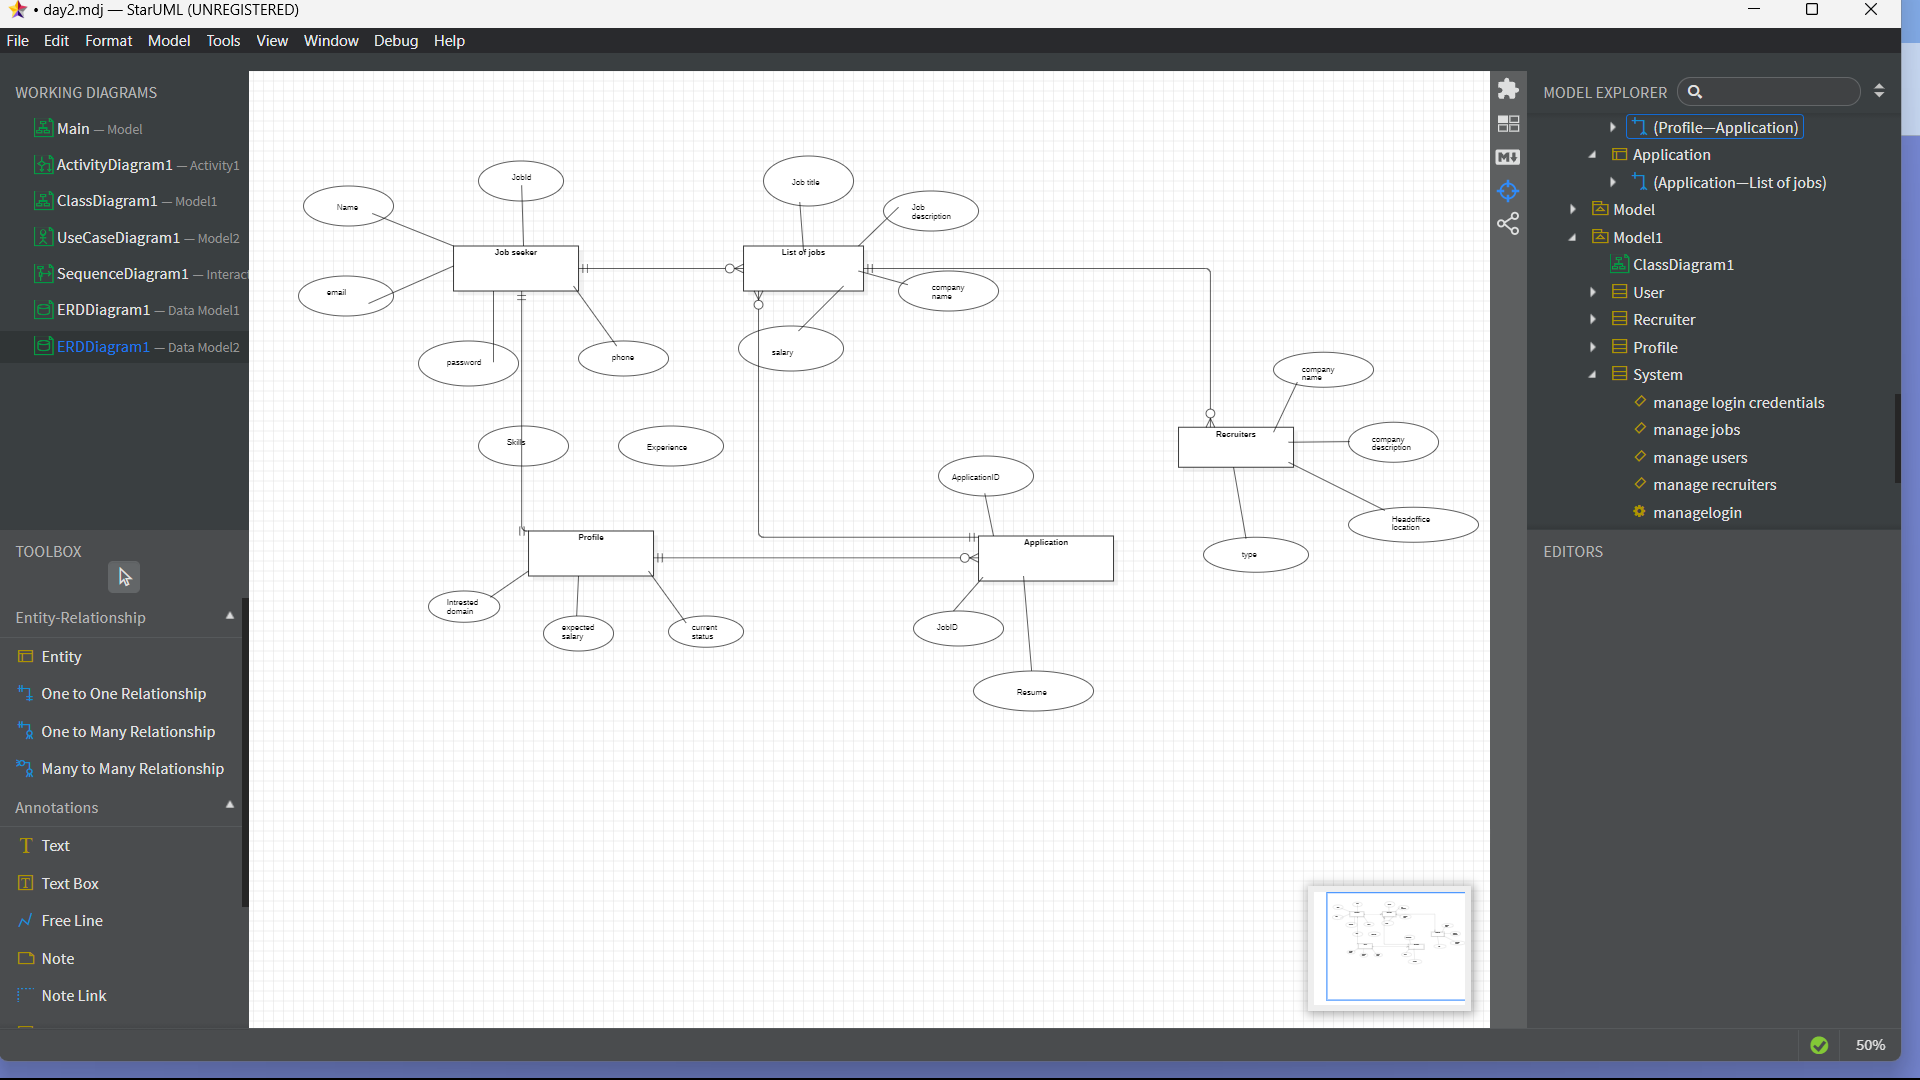 • day2.mdj — StarUML (UNREGISTERED)
File Edit Format Model Tools View Window Debug Help
WORKING DIAGRAMS
Main — Model
ActivityDiagram1 — Activity1
ClassDiagram1 — Model1
UseCaseDiagram1 — Model2
SequenceDiagram1 — Interac
ERDDiagram1 — Data Model1
ERDDiagram1 — Data Model2
TOOLBOX
Entity-Relationship
Entity
One to One Relationship
One to Many Relationship
Many to Many Relationship
Annotations
Text
Text Box
Free Line
Note
Note Link
JobId
Name
Job seeker
email
password
phone
Job title
Job
description
List of jobs
company
name
salary
Skills
Experience
company
name
Recruiters
company
description
Headoffice
location
type
ApplicationID
Application
JobID
Resume
Profile
Intrested
domain
expected
salary
current
status
MODEL EXPLORER
(Profile—Application)
Application
(Application—List of jobs)
Model
Model1
ClassDiagram1
User
Recruiter
Profile
System
manage login credentials
manage jobs
manage users
manage recruiters
managelogin
EDITORS
50%